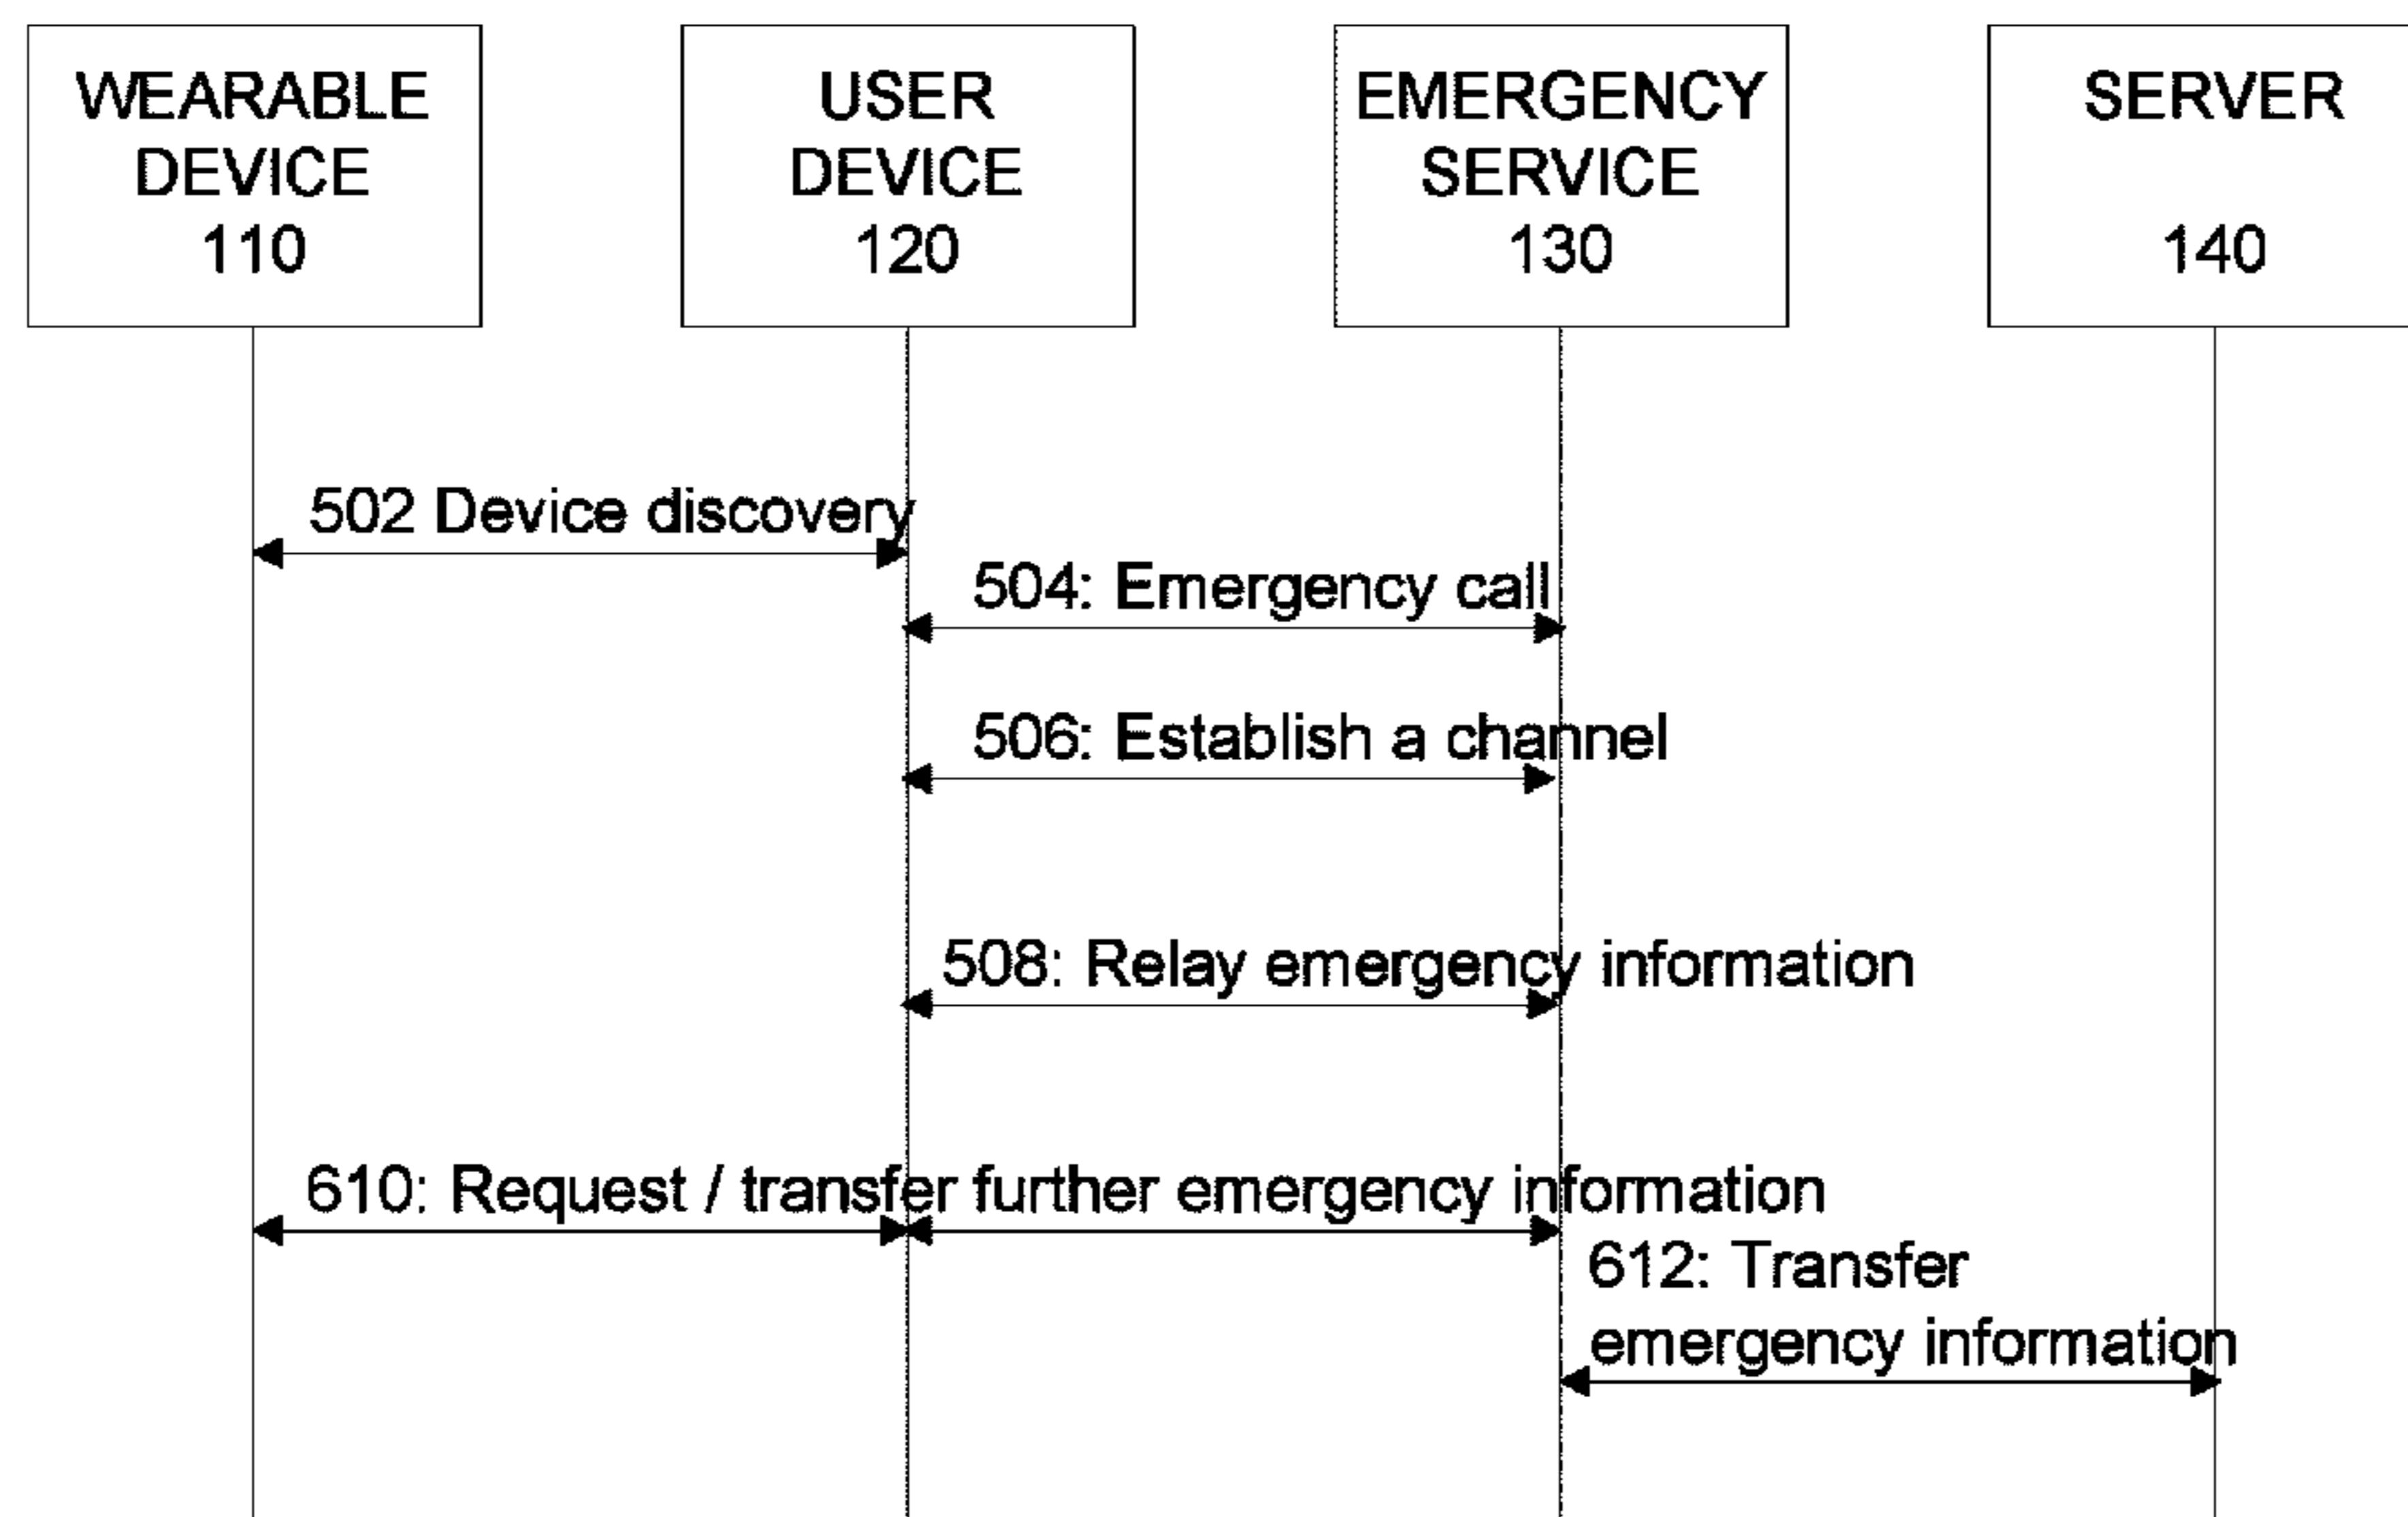 WEARABLE
DEVICE
110
USER
DEVICE
120
EMERGENCY
SERVICE
130
SERVER
140
502 Device discovery
504: Emergency call
506: Establish a channel
508: Relay emergency information
610: Request / transfer further emergency information
612: Transfer
emergency information